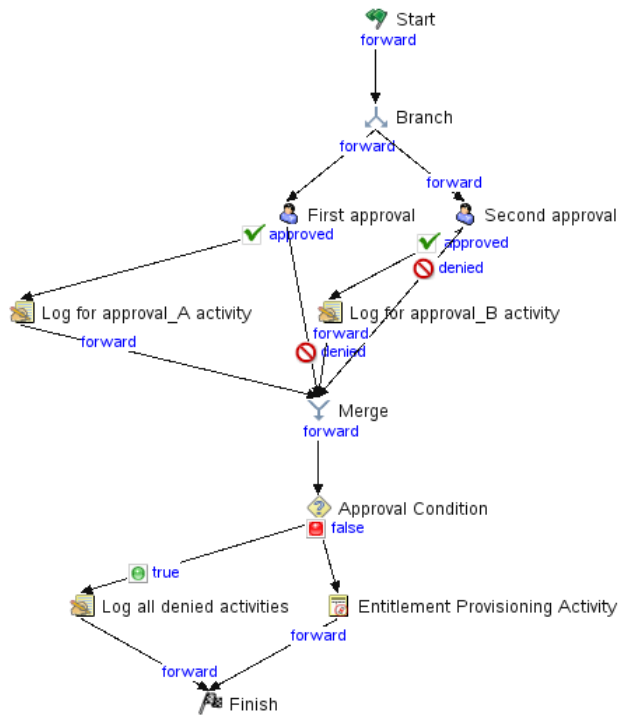 Start
forward
Branch
forward
forward
First approval
Second approval
approved
approved
denied
Log for approval_A activity
Log for approval_B activity
forward
forward
denied
Merge
forward
Approval Condition
false
true
Log all denied activities
Entitlement Provisioning Activity
forward
forward
Finish